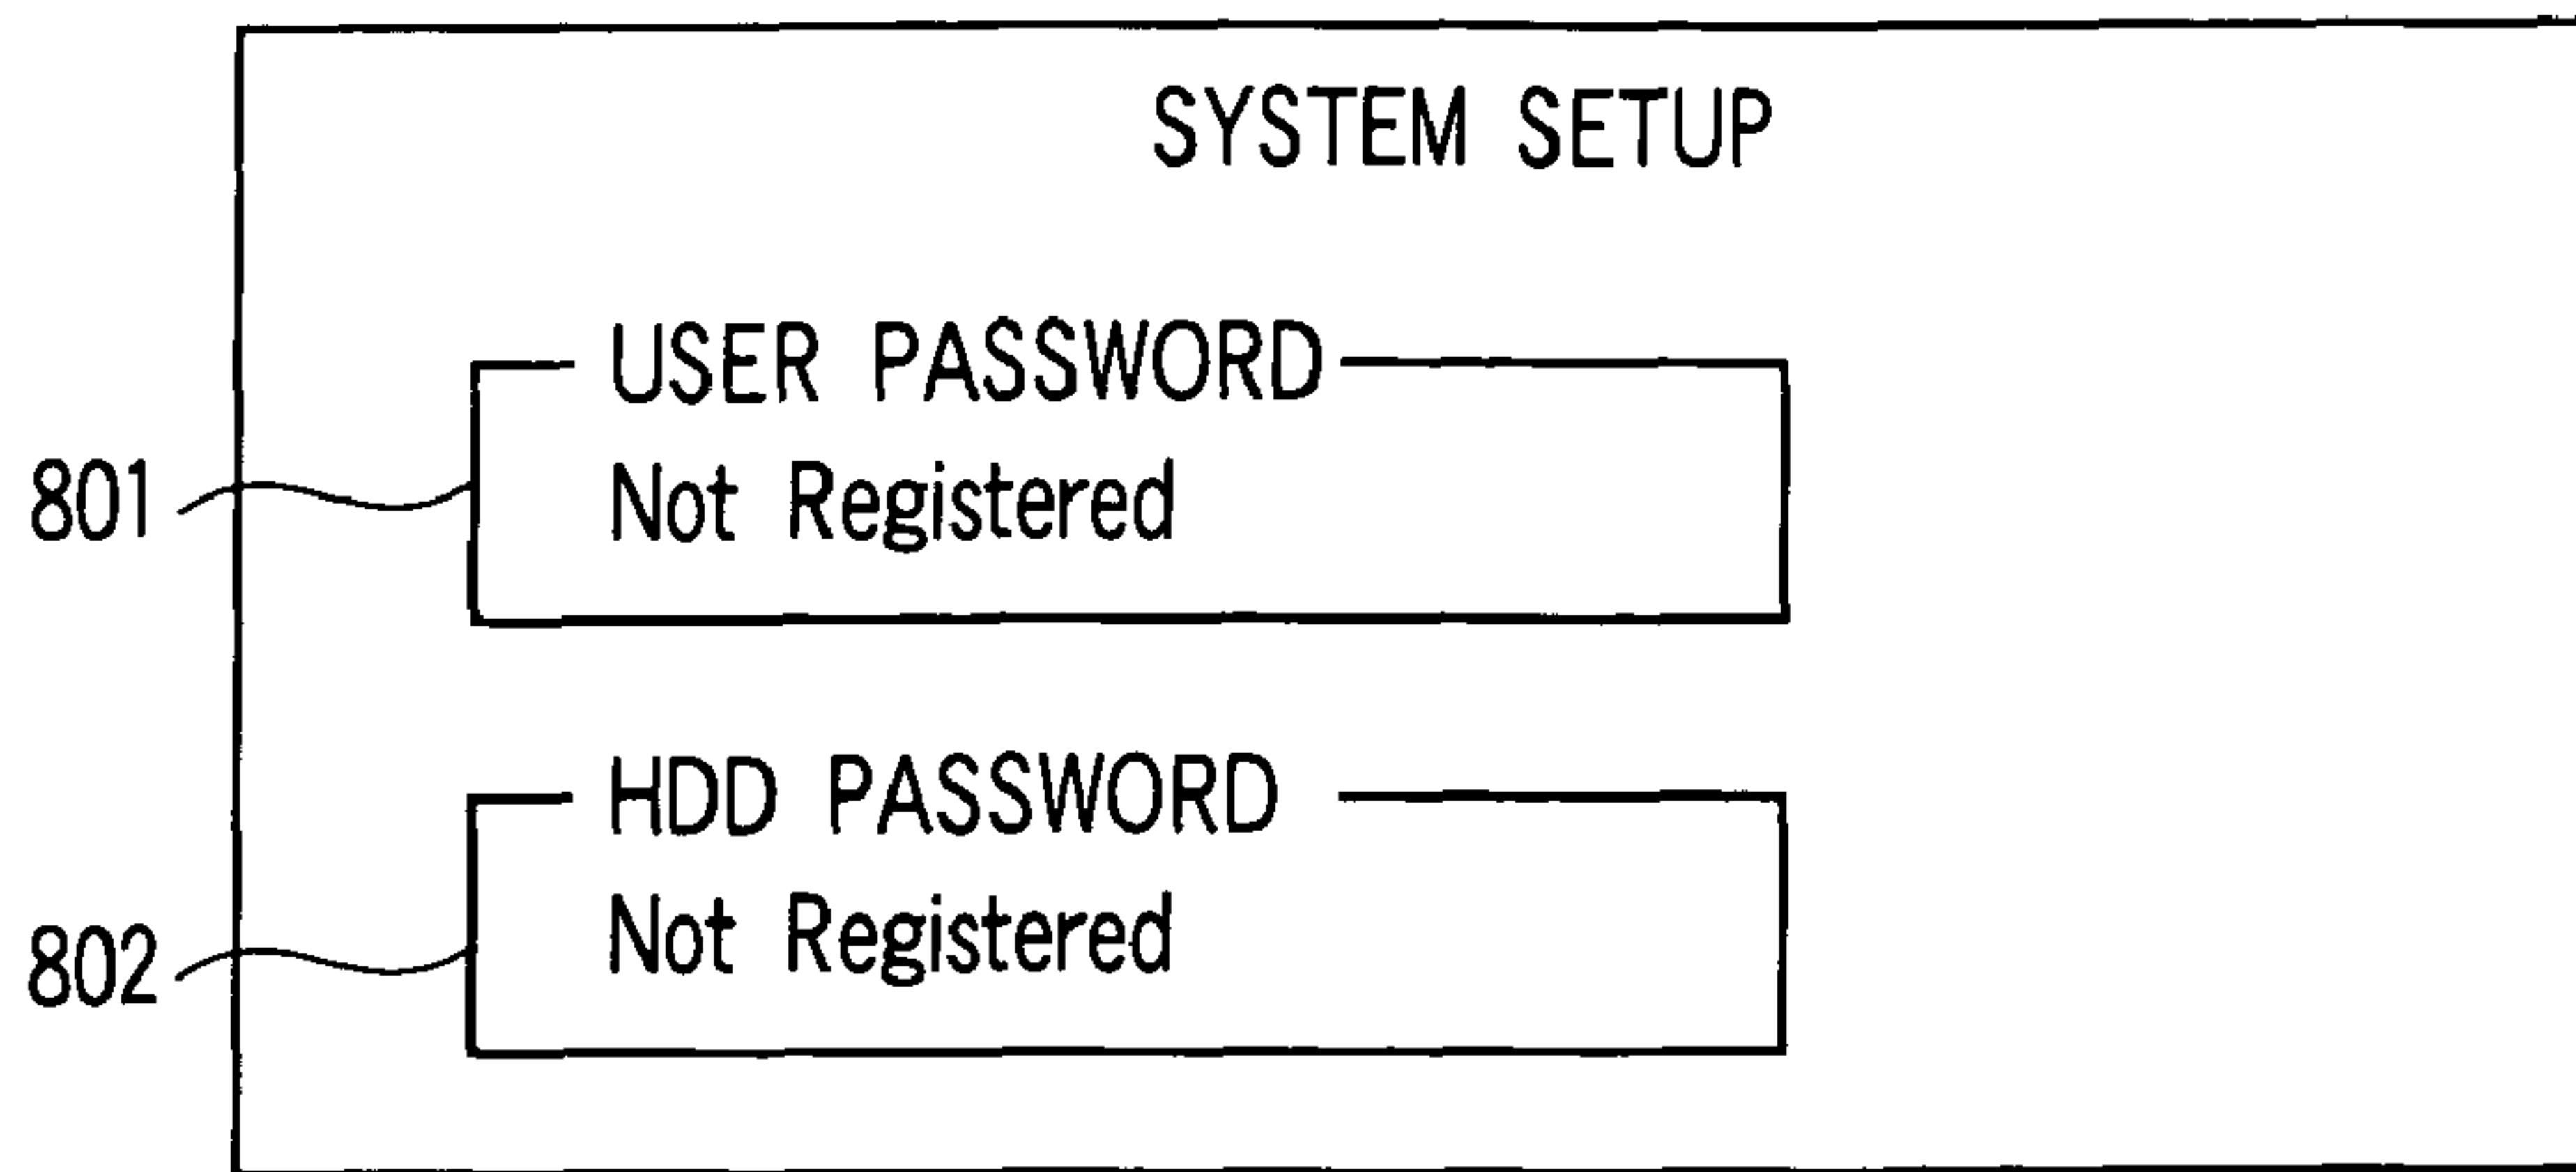 SYSTEM SETUP
USER PASSWORD
801
Not Registered
HDD PASSWORD
802
Not Registered